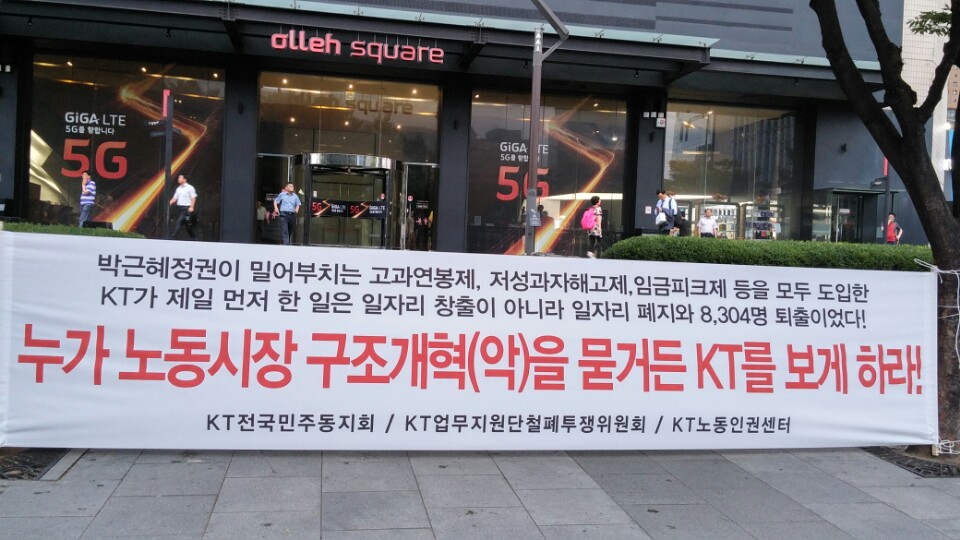 olleh square
olleh square
GiGA LTE
5G를 향합니다
5G
GiGA LTE
5G를 향합니다
5G
박근혜정권이 밀어부치는 고과연봉제, 저성과자해고제,임금피크제 등을 모두 도입한
KT가 제일 먼저 한 일은 일자리 창출이 아니라 일자리 폐지와 8,304명 퇴출이었다!
누가 노동시장 구조개혁(악)을 묻거든 KT를 보게 하라!
KT전국민주동지회 / KT업무지원단철폐투쟁위원회 / KT노동인권센터